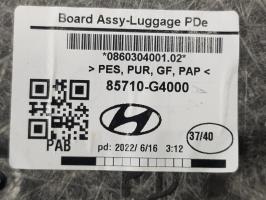 Board Assy-Luggage PDe
*0860304001.02*
> PES, PUR, GF, PAP <
85710-G4000
37/40
PAB
pd: 2022/ 6/16 3:12